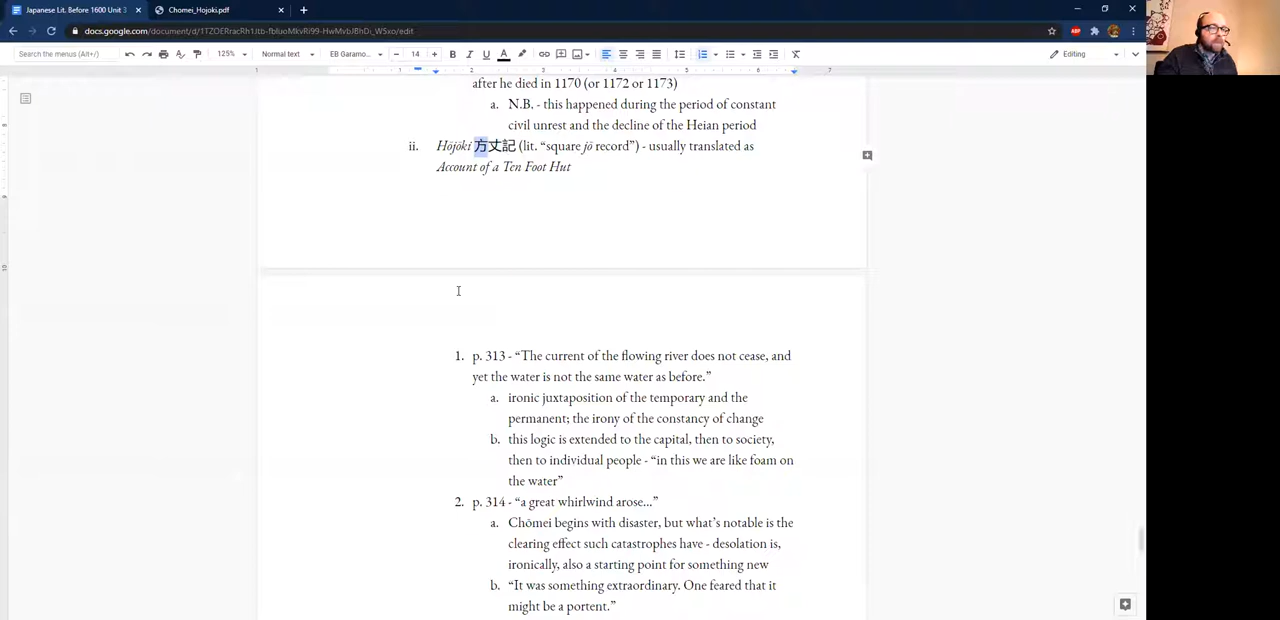 Japanese Lit. Before 1600 Unit 3
Chomei_Hojoki.pdf
Search the menus (Alt+/)
125%
Normal text
EB Garamo...
14
Editing
1 1 2 3 4 5 6 7
after he died in 1170 (or 1172 or 1173)
a. N.B. - this happened during the period of constant
civil unrest and the decline of the Heian period
ii. Hōjōki 方丈記 (lit. “square jō record”) - usually translated as
Account of a Ten Foot Hut
1. p. 313 - “The current of the flowing river does not cease, and
yet the water is not the same water as before.”
a. ironic juxtaposition of the temporary and the
permanent; the irony of the constancy of change
b. this logic is extended to the capital, then to society,
then to individual people - “in this we are like foam on
the water”
2. p. 314 - “a great whirlwind arose...”
a. Chōmei begins with disaster, but what’s notable is the
clearing effect such catastrophes have - desolation is,
ironically, also a starting point for something new
b. “It was something extraordinary. One feared that it
might be a portent.”